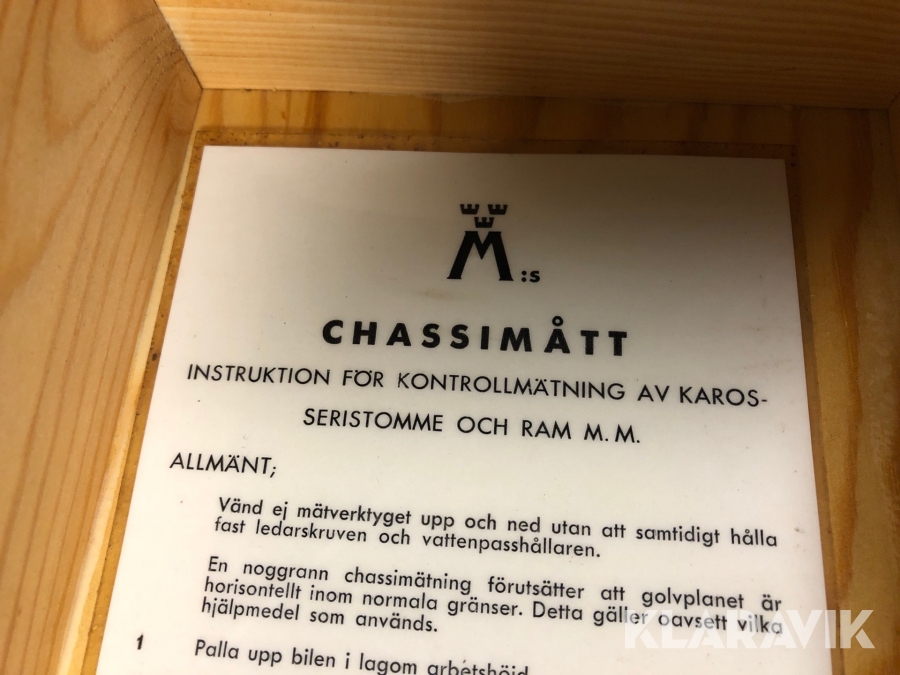 M:s
CHASSIMÅTT
INSTRUKTION FÖR KONTROLLMÄTNING AV KAROS-
SERISTOMME OCH RAM M.M.
ALLMÄNT;
Vänd ej mätverktyget upp och ned utan att samtidigt hålla
fast ledarskruven och vattenpasshållaren.
En noggrann chassimätning förutsätter att golvplanet är
horisontellt inom normala gränser. Detta gäller oavsett vilka
hjälpmedel som används.
1 Palla upp bilen i lagom arbetshöjd.
KLARAVIK